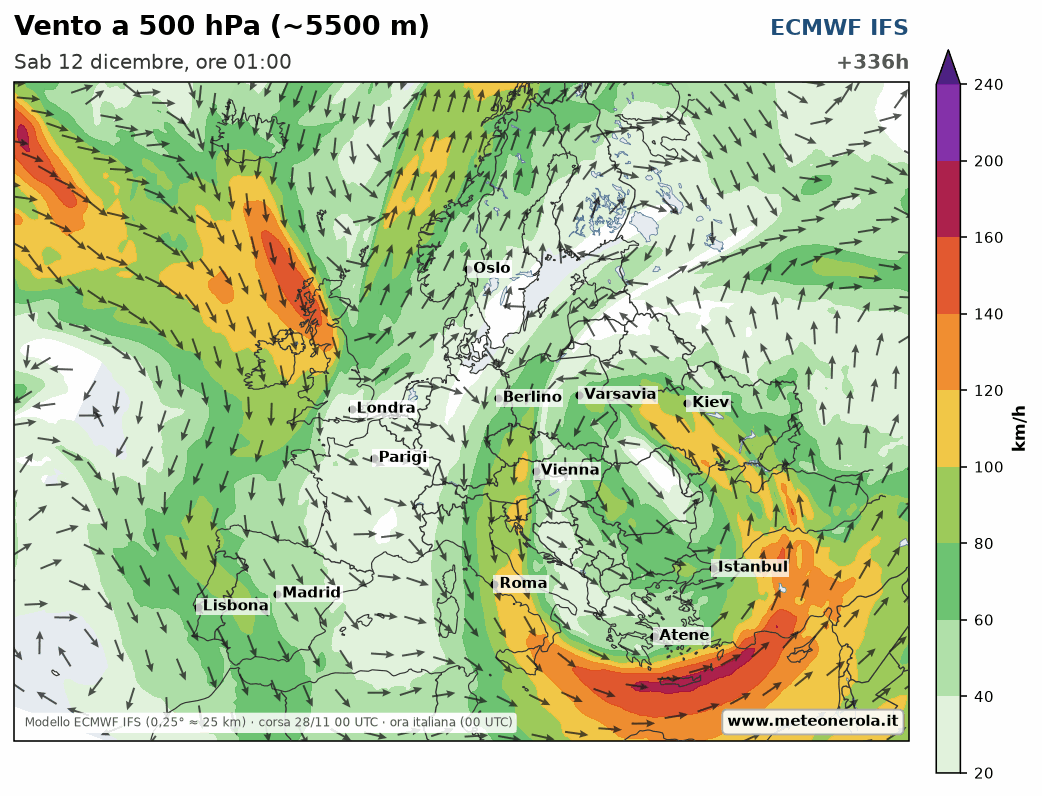 Vento a 500 hPa (~5500 m)
ECMWF IFS
Sab 12 dicembre, ore 01:00
+336h
240
200
160
140
120
100
80
60
40
20
km/h
Oslo
Berlino
Varsavia
Kiev
Londra
Parigi
Vienna
Istanbul
Roma
Madrid
Lisbona
Atene
Modello ECMWF IFS (0,25° ≈ 25 km) · corsa 28/11 00 UTC · ora italiana (00 UTC)
www.meteonerola.it